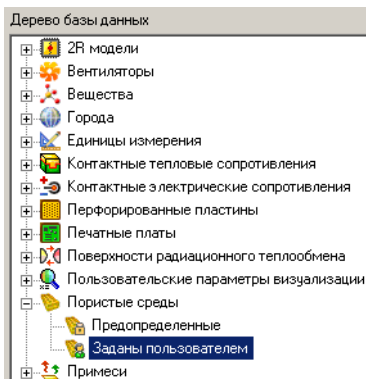 Дерево базы данных
2R модели
Вентиляторы
Вещества
Города
Единицы измерения
Контактные тепловые сопротивления
Контактные электрические сопротивления
Перфорированные пластины
Печатные платы
Поверхности радиационного теплообмена
Пользовательские параметры визуализации
Пористые среды
Предопределенные
Заданы пользователем
Примеси